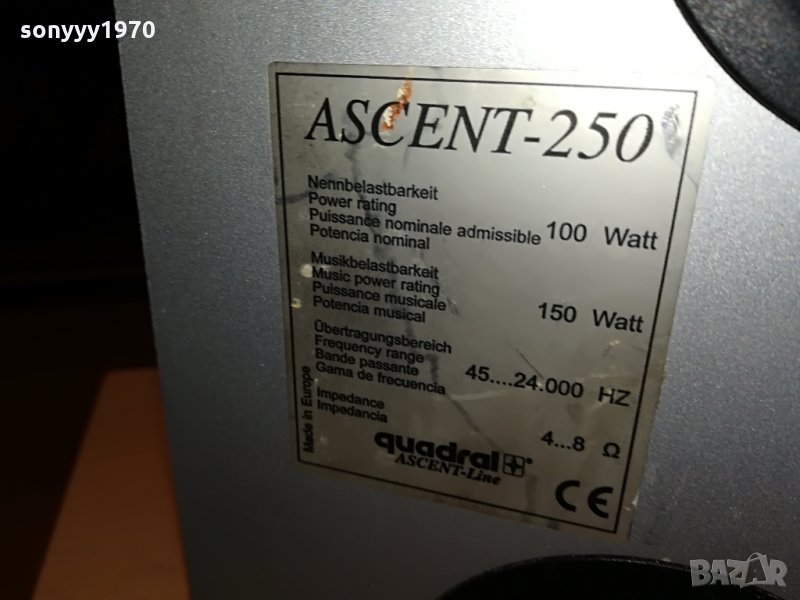 sonyyy1970
ASCENT-250
Nennbelastbarkeit
Power rating
Puissance nominale admissible 100 Watt
Potencia nominal
Musikbelastbarkeit
Music power rating
Puissance musicale 150 Watt
Potencia musical
Übertragungsbereich
Frequency range
Bande passante 45....24.000 HZ
Gama de frecuencia
Impedance
Impedancia 4...8 Ω
Made in Europe
quadral
ASCENT-Line
CE
BAZAR